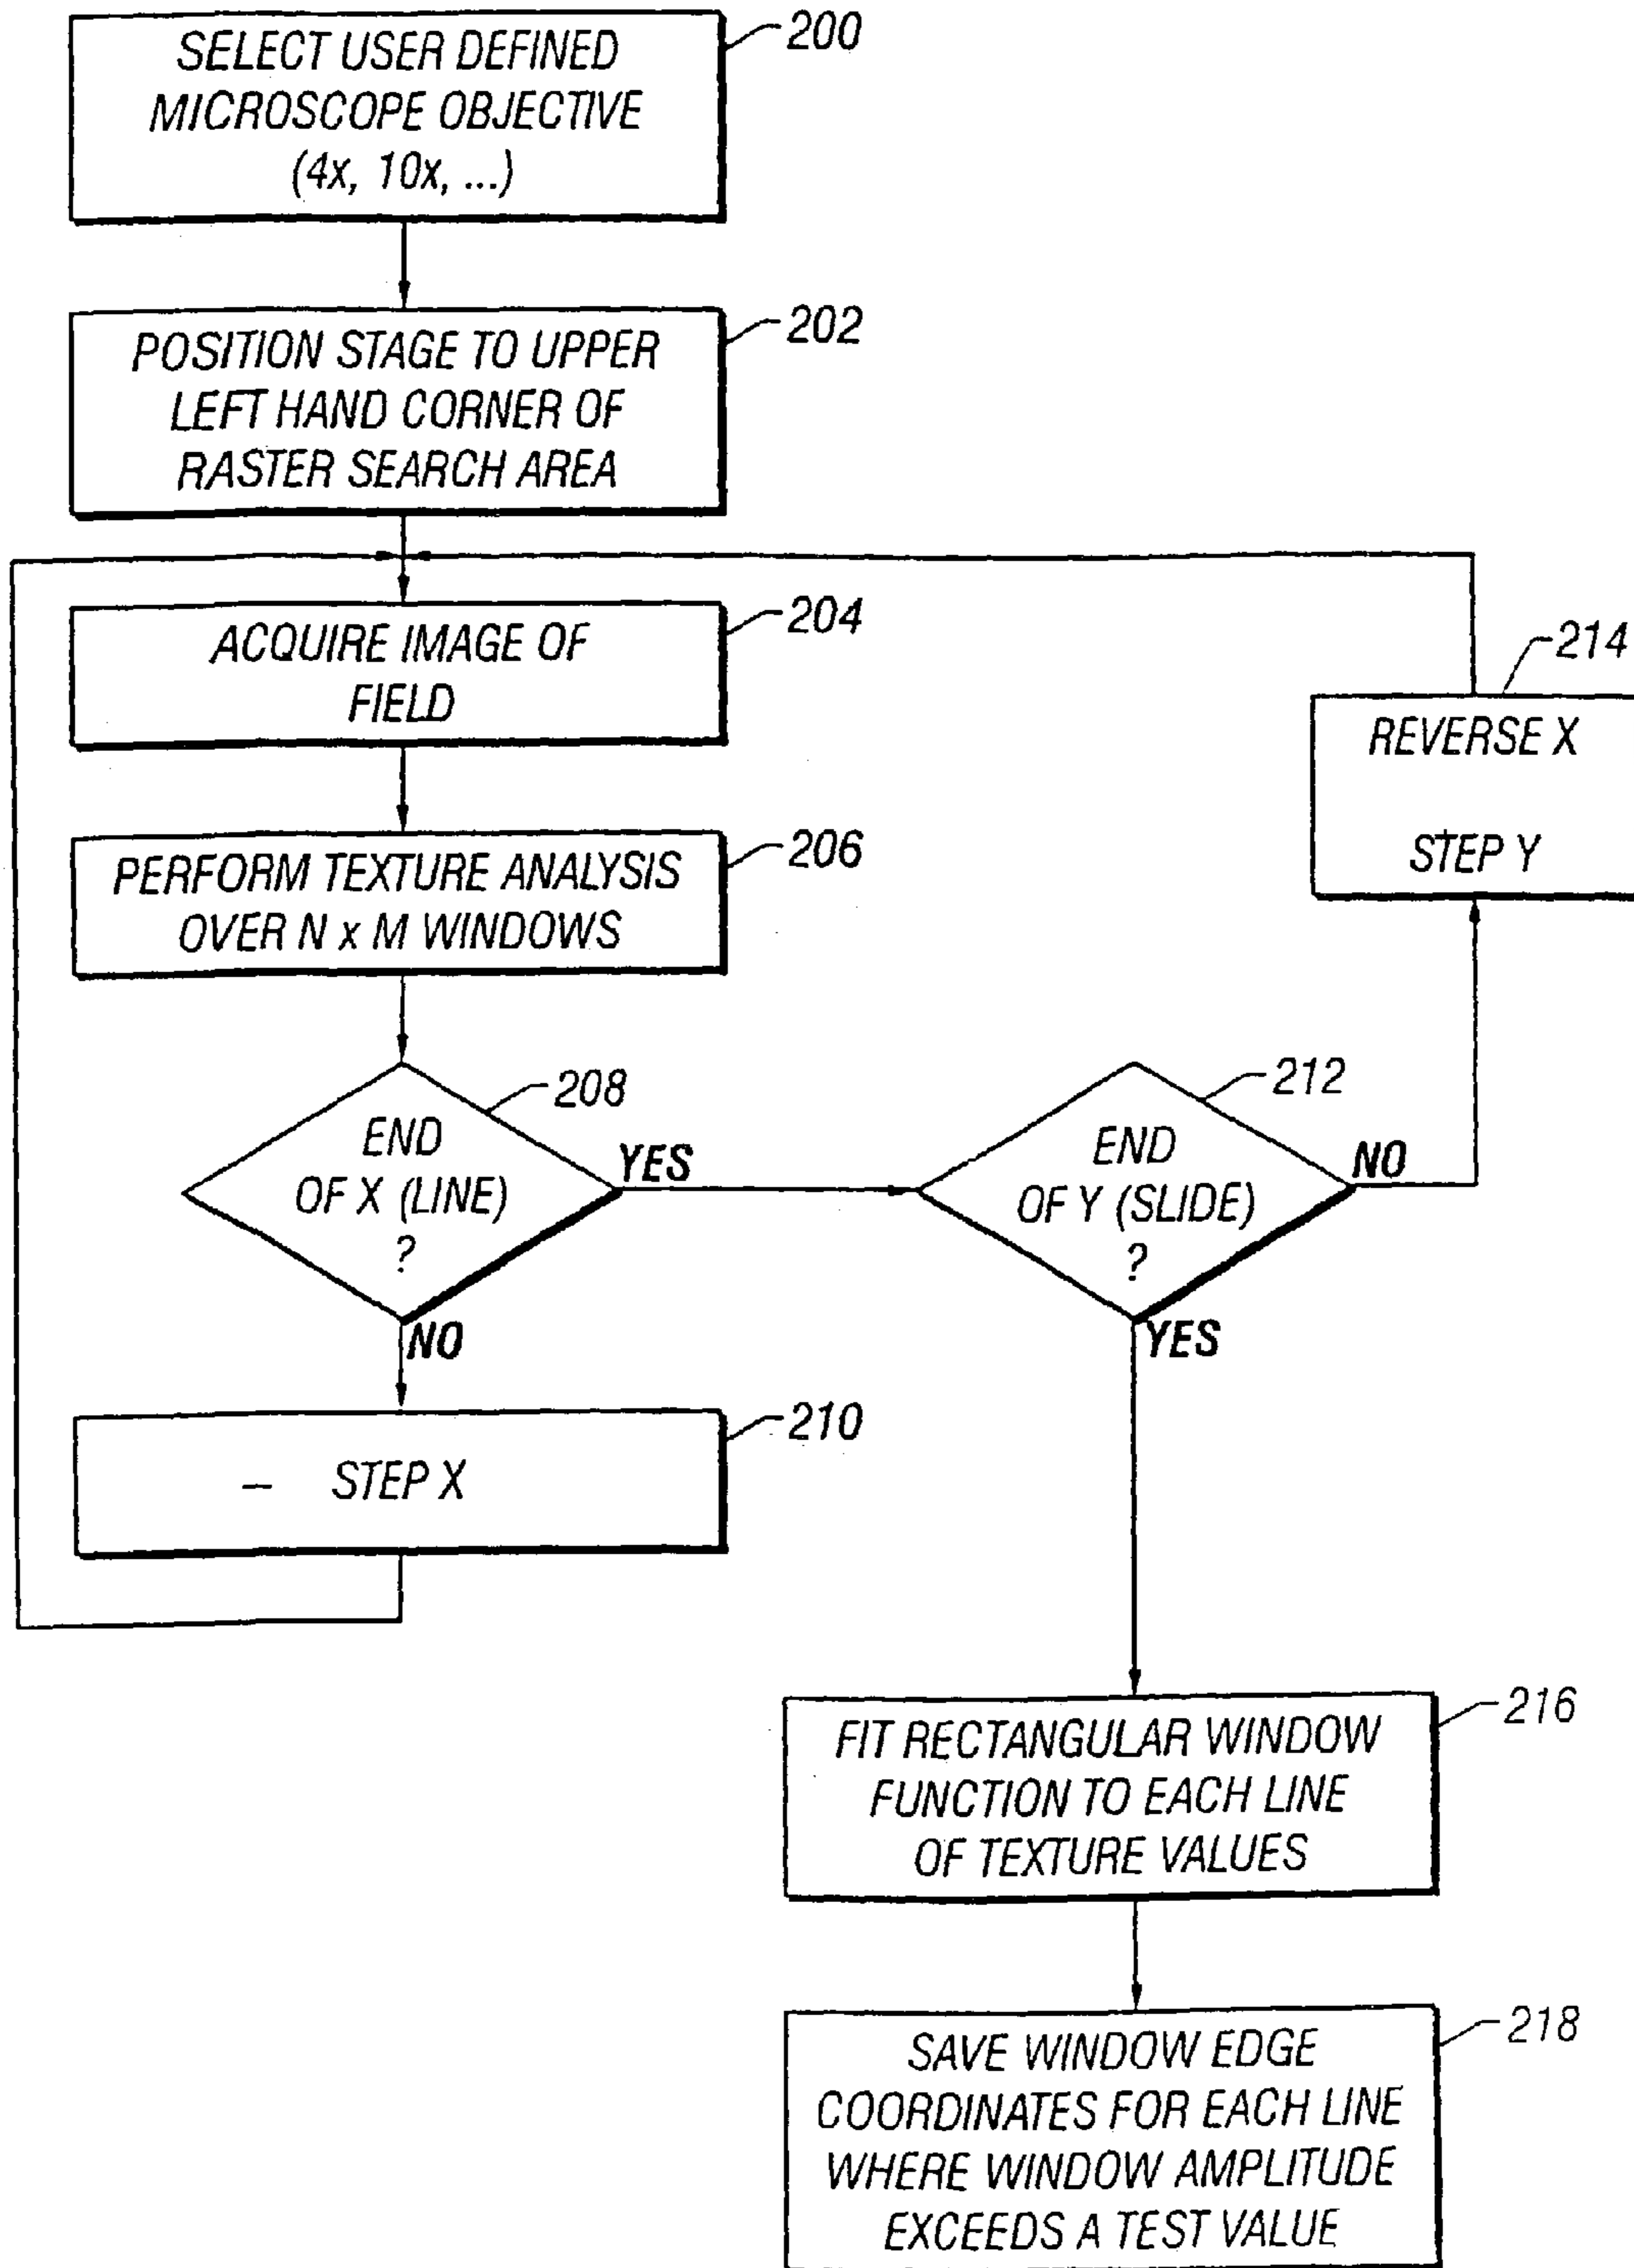 200
SELECT USER DEFINED
MICROSCOPE OBJECTIVE
(4x, 10x, ...)
202
POSITION STAGE TO UPPER
LEFT HAND CORNER OF
RASTER SEARCH AREA
204
ACQUIRE IMAGE OF
FIELD
206
PERFORM TEXTURE ANALYSIS
OVER N x M WINDOWS
208
END
OF X (LINE)
?
YES
NO
210
– STEP X
212
END
OF Y (SLIDE)
?
NO
YES
214
REVERSE X
STEP Y
216
FIT RECTANGULAR WINDOW
FUNCTION TO EACH LINE
OF TEXTURE VALUES
218
SAVE WINDOW EDGE
COORDINATES FOR EACH LINE
WHERE WINDOW AMPLITUDE
EXCEEDS A TEST VALUE